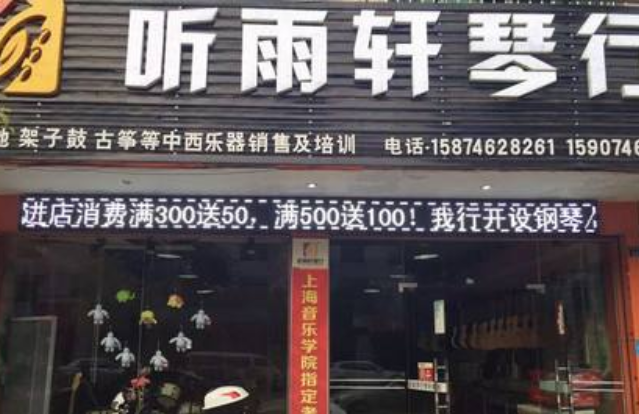 听雨轩琴行
他 架子鼓 古筝等中西乐器销售及培训 电话·15874628261 1590746
进店消费满300送50，满500送100！我行开设钢琴
上海音乐学院指定考